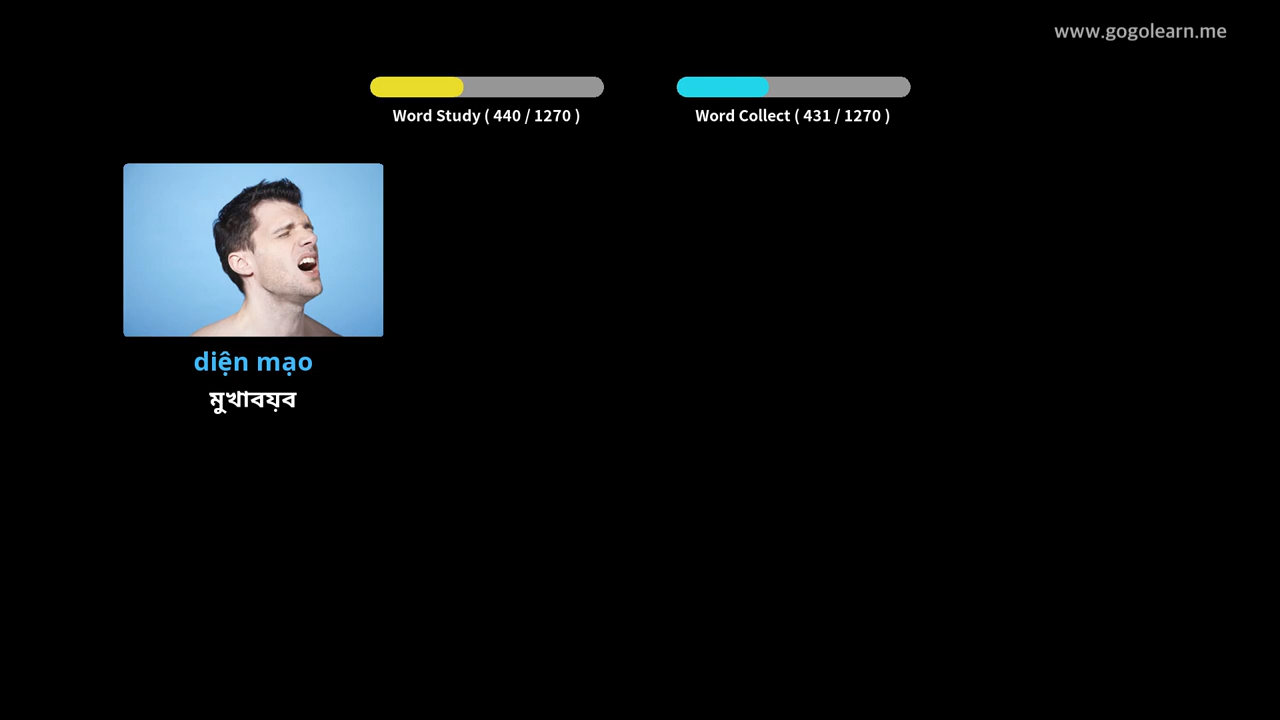 www.gogolearn.me
Word Study ( 440 / 1270 )
Word Collect ( 431 / 1270 )
diện mạo
মুখাবয়ব